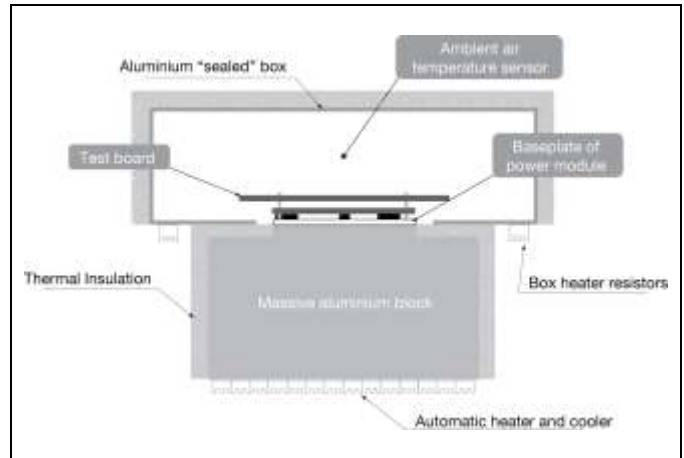 Ambient air
temperature sensor
Aluminium "sealed" box
Test board
Baseplate of
power module
Thermal Insulation
Massive aluminium block
Box heater resistors
Automatic heater and cooler